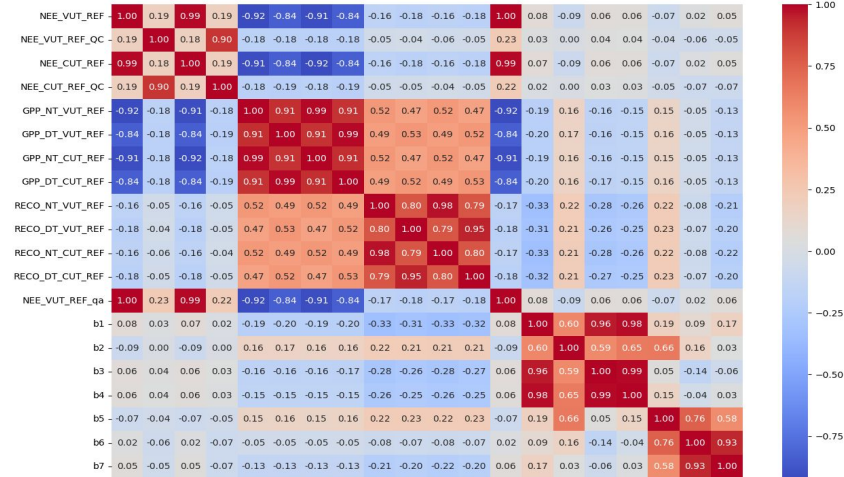 NEE_VUT_REF 1.00 0.19 0.99 0.19 -0.92 -0.84 -0.91 -0.84 -0.16 -0.18 -0.16 -0.18 1.00 0.08 -0.09 0.06 0.06 -0.07 0.02 0.05
NEE_VUT_REF_QC 0.19 1.00 0.18 0.90 -0.18 -0.18 -0.18 -0.18 -0.05 -0.04 -0.06 -0.05 0.23 0.03 0.00 0.04 0.04 -0.04 -0.06 -0.05
NEE_CUT_REF 0.99 0.18 1.00 0.19 -0.91 -0.84 -0.92 -0.84 -0.16 -0.18 -0.16 -0.18 0.99 0.07 -0.09 0.06 0.06 -0.07 0.02 0.05
NEE_CUT_REF_QC 0.19 0.90 0.19 1.00 -0.18 -0.19 -0.18 -0.19 -0.05 -0.05 -0.04 -0.05 0.22 0.02 0.00 0.03 0.03 -0.05 -0.07 -0.07
GPP_NT_VUT_REF -0.92 -0.18 -0.91 -0.18 1.00 0.91 0.99 0.91 0.52 0.47 0.52 0.47 -0.92 -0.19 0.16 -0.16 -0.15 0.15 -0.05 -0.13
GPP_DT_VUT_REF -0.84 -0.18 -0.84 -0.19 0.91 1.00 0.91 0.99 0.49 0.53 0.49 0.52 -0.84 -0.20 0.17 -0.16 -0.15 0.16 -0.05 -0.13
GPP_NT_CUT_REF -0.91 -0.18 -0.92 -0.18 0.99 0.91 1.00 0.91 0.52 0.47 0.52 0.47 -0.91 -0.19 0.16 -0.16 -0.15 0.15 -0.05 -0.13
GPP_DT_CUT_REF -0.84 -0.18 -0.84 -0.19 0.91 0.99 0.91 1.00 0.49 0.52 0.49 0.53 -0.84 -0.20 0.16 -0.17 -0.15 0.16 -0.05 -0.13
RECO_NT_VUT_REF -0.16 -0.05 -0.16 -0.05 0.52 0.49 0.52 0.49 1.00 0.80 0.98 0.79 -0.17 -0.33 0.22 -0.28 -0.26 0.22 -0.08 -0.21
RECO_DT_VUT_REF -0.18 -0.04 -0.18 -0.05 0.47 0.53 0.47 0.52 0.80 1.00 0.79 0.95 -0.18 -0.31 0.21 -0.26 -0.25 0.22 -0.07 -0.20
RECO_NT_CUT_REF -0.16 -0.06 -0.16 -0.04 0.52 0.49 0.52 0.49 0.98 0.79 1.00 0.80 -0.17 -0.33 0.21 -0.28 -0.26 0.22 -0.08 -0.22
RECO_DT_CUT_REF -0.18 -0.05 -0.18 -0.05 0.47 0.52 0.47 0.53 0.79 0.95 0.80 1.00 -0.18 -0.32 0.21 -0.27 -0.25 0.23 -0.07 -0.20
NEE_VUT_REF_qa 1.00 0.23 0.99 0.22 -0.92 -0.84 -0.91 -0.84 -0.17 -0.18 -0.17 -0.18 1.00 0.08 -0.09 0.06 0.06 -0.07 0.02 0.06
b1 0.08 0.03 0.07 0.02 -0.19 -0.20 -0.19 -0.20 -0.33 -0.31 -0.33 -0.32 0.08 1.00 0.60 0.96 0.98 0.19 0.09 0.17
b2 -0.09 0.00 -0.09 0.00 0.16 0.17 0.16 0.16 0.22 0.21 0.21 0.21 -0.09 0.60 1.00 0.59 0.65 0.66 0.16 0.03
b3 0.06 0.04 0.06 0.03 -0.16 -0.16 -0.16 -0.17 -0.28 -0.26 -0.28 -0.27 0.06 0.96 0.59 1.00 0.99 0.05 -0.14 -0.06
b4 0.06 0.04 0.06 0.03 -0.15 -0.15 -0.15 -0.15 -0.26 -0.25 -0.26 -0.25 0.06 0.98 0.65 0.99 1.00 0.15 -0.04 0.03
b5 -0.07 -0.04 -0.07 -0.05 0.15 0.16 0.15 0.16 0.22 0.22 0.22 0.23 -0.07 0.19 0.66 0.05 0.15 1.00 0.76 0.58
b6 0.02 -0.06 0.02 -0.07 -0.05 -0.05 -0.05 -0.05 -0.08 -0.07 -0.08 -0.07 0.02 0.09 0.16 -0.14 -0.04 0.76 1.00 0.93
b7 0.05 -0.05 0.05 -0.07 -0.13 -0.13 -0.13 -0.13 -0.21 -0.20 -0.22 -0.20 0.06 0.17 0.03 -0.06 0.03 0.58 0.93 1.00
1.00
0.75
0.50
0.25
0.00
−0.25
−0.50
−0.75